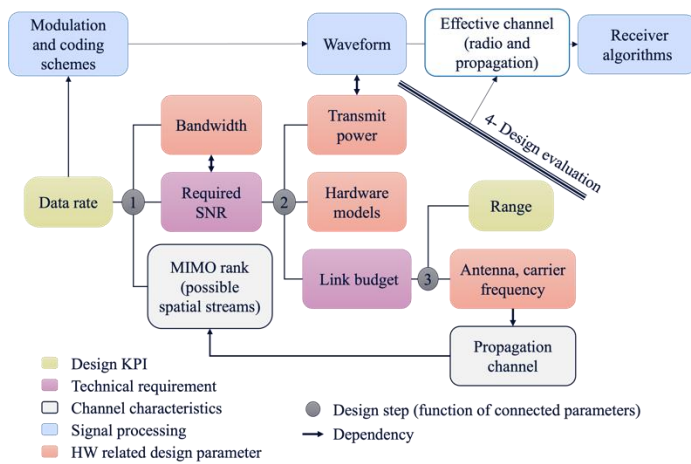 Modulation
and coding
schemes
Waveform
Effective channel
(radio and
propagation)
Receiver
algorithms
Bandwidth
Transmit
power
4- Design evaluation
Data rate
1
Required
SNR
2
Hardware
models
Range
MIMO rank
(possible
spatial streams)
Link budget
3
Antenna, carrier
frequency
Propagation
channel
Design KPI
Technical requirement
Channel characteristics
Signal processing
HW related design parameter
Design step (function of connected parameters)
Dependency